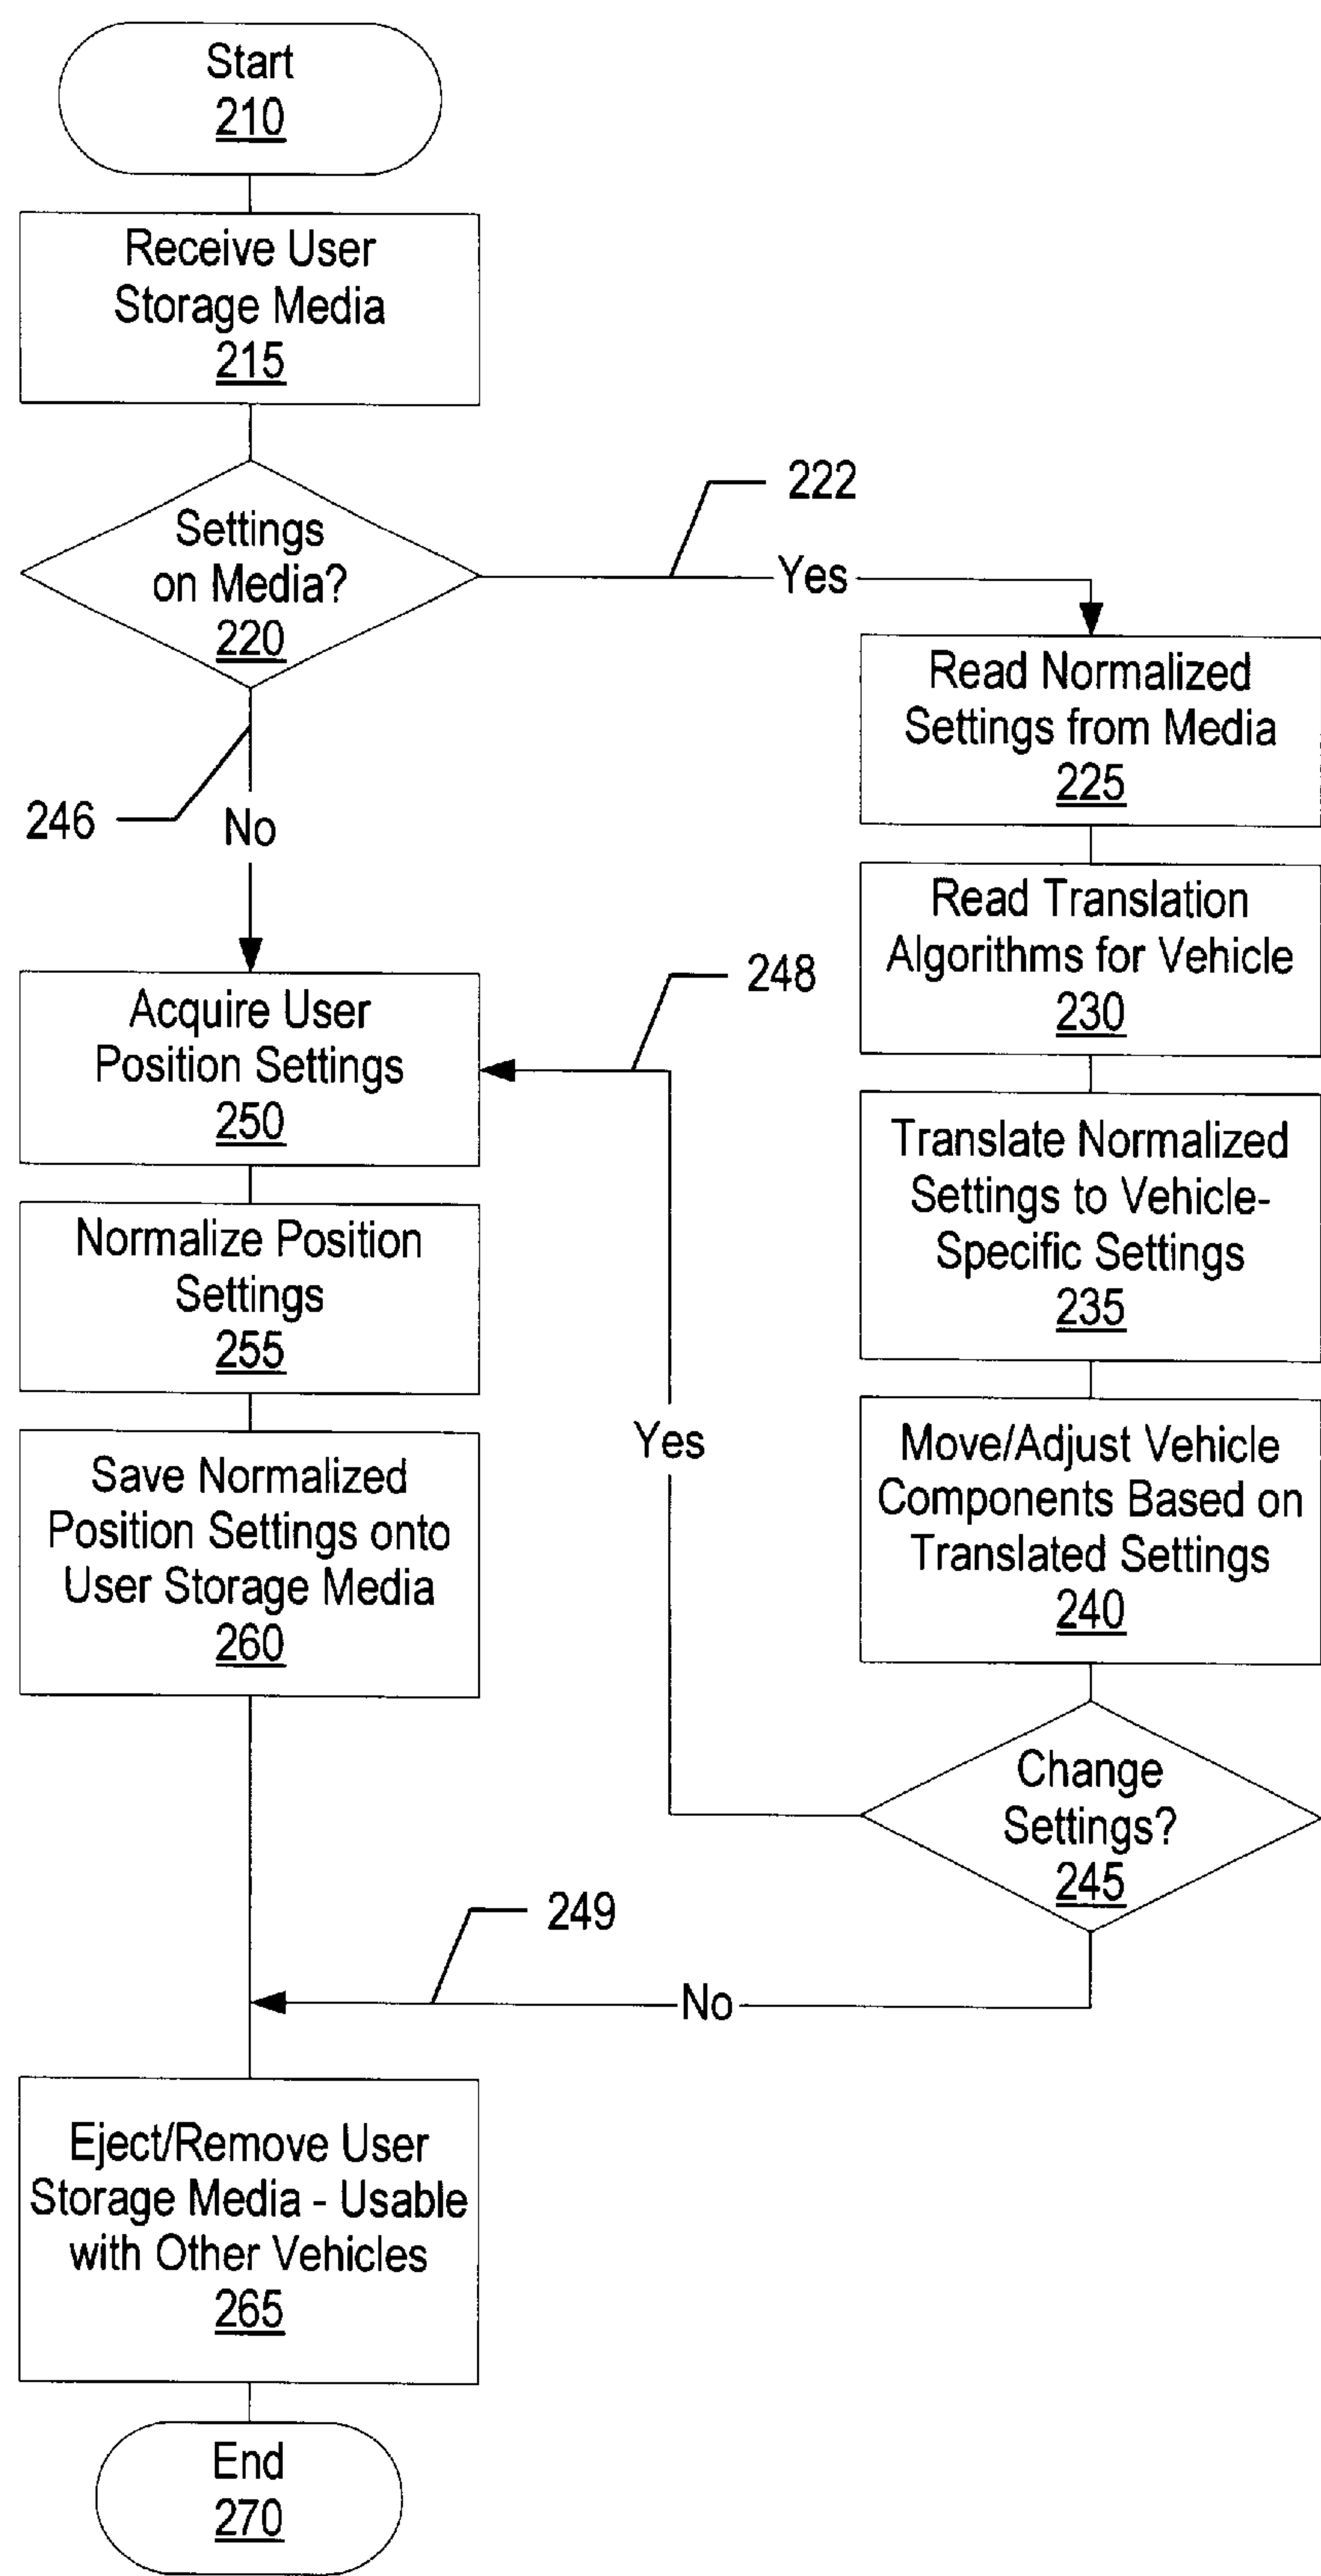 Start
210
Receive User
Storage Media
215
Settings
on Media?
220
222
Yes
246
No
Read Normalized
Settings from Media
225
Read Translation
Algorithms for Vehicle
230
Translate Normalized
Settings to Vehicle-
Specific Settings
235
Move/Adjust Vehicle
Components Based on
Translated Settings
240
Change
Settings?
245
248
Yes
249
No
Acquire User
Position Settings
250
Normalize Position
Settings
255
Save Normalized
Position Settings onto
User Storage Media
260
Eject/Remove User
Storage Media - Usable
with Other Vehicles
265
End
270